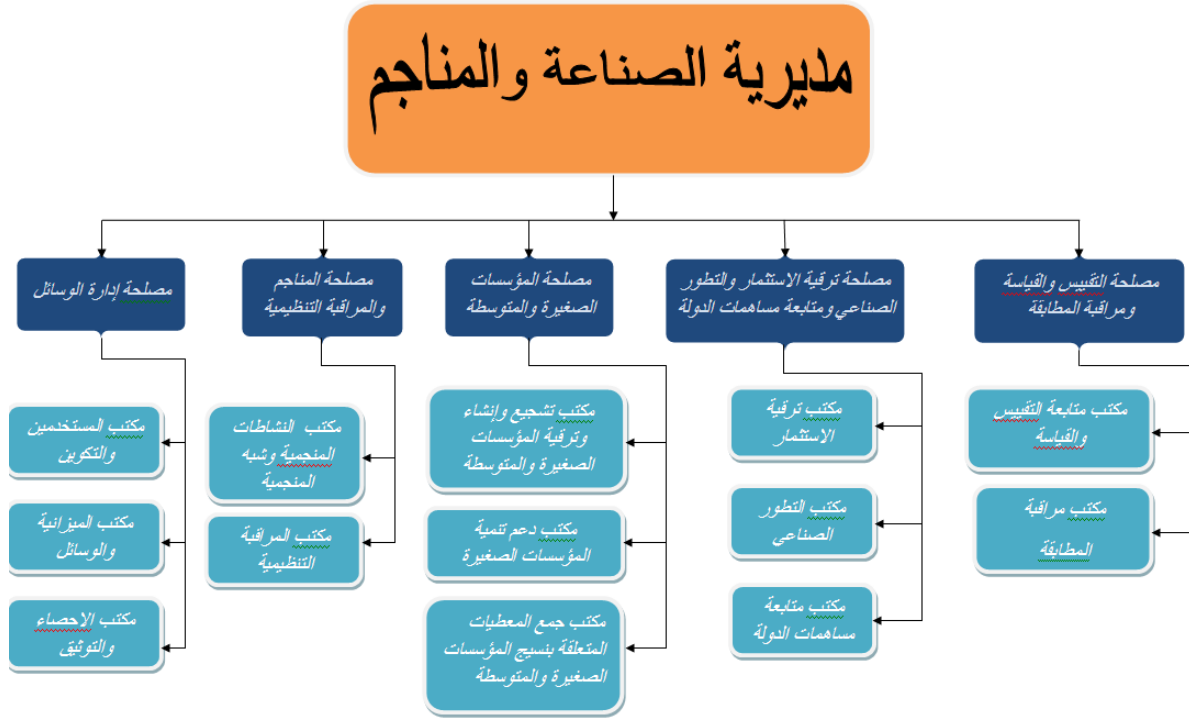 مديرية الصناعة والمناجم
مصلحة التقييس والقياسة
ومراقبة المطابقة
مصلحة ترقية الاستثمار والتطور
الصناعي ومتابعة مساهمات الدولة
مصلحة المؤسسات
الصغيرة والمتوسطة
مصلحة المناجم
والمراقبة التنظيمية
مصلحة إدارة الوسائل
مكتب متابعة التقييس
والقياسة
مكتب مراقبة
المطابقة
مكتب ترقية
الاستثمار
مكتب التطور
الصناعي
مكتب متابعة
مساهمات الدولة
مكتب تشجيع وإنشاء
وترقية المؤسسات
الصغيرة والمتوسطة
مكتب دعم تنمية
المؤسسات الصغيرة
مكتب جمع المعطيات
المتعلقة بنسيج المؤسسات
الصغيرة والمتوسطة
مكتب النشاطات
المنجمية وشبه
المنجمية
مكتب المراقبة
التنظيمية
مكتب المستخدمين
والتكوين
مكتب الميزانية
والوسائل
مكتب الاحصاء
والتوثيق